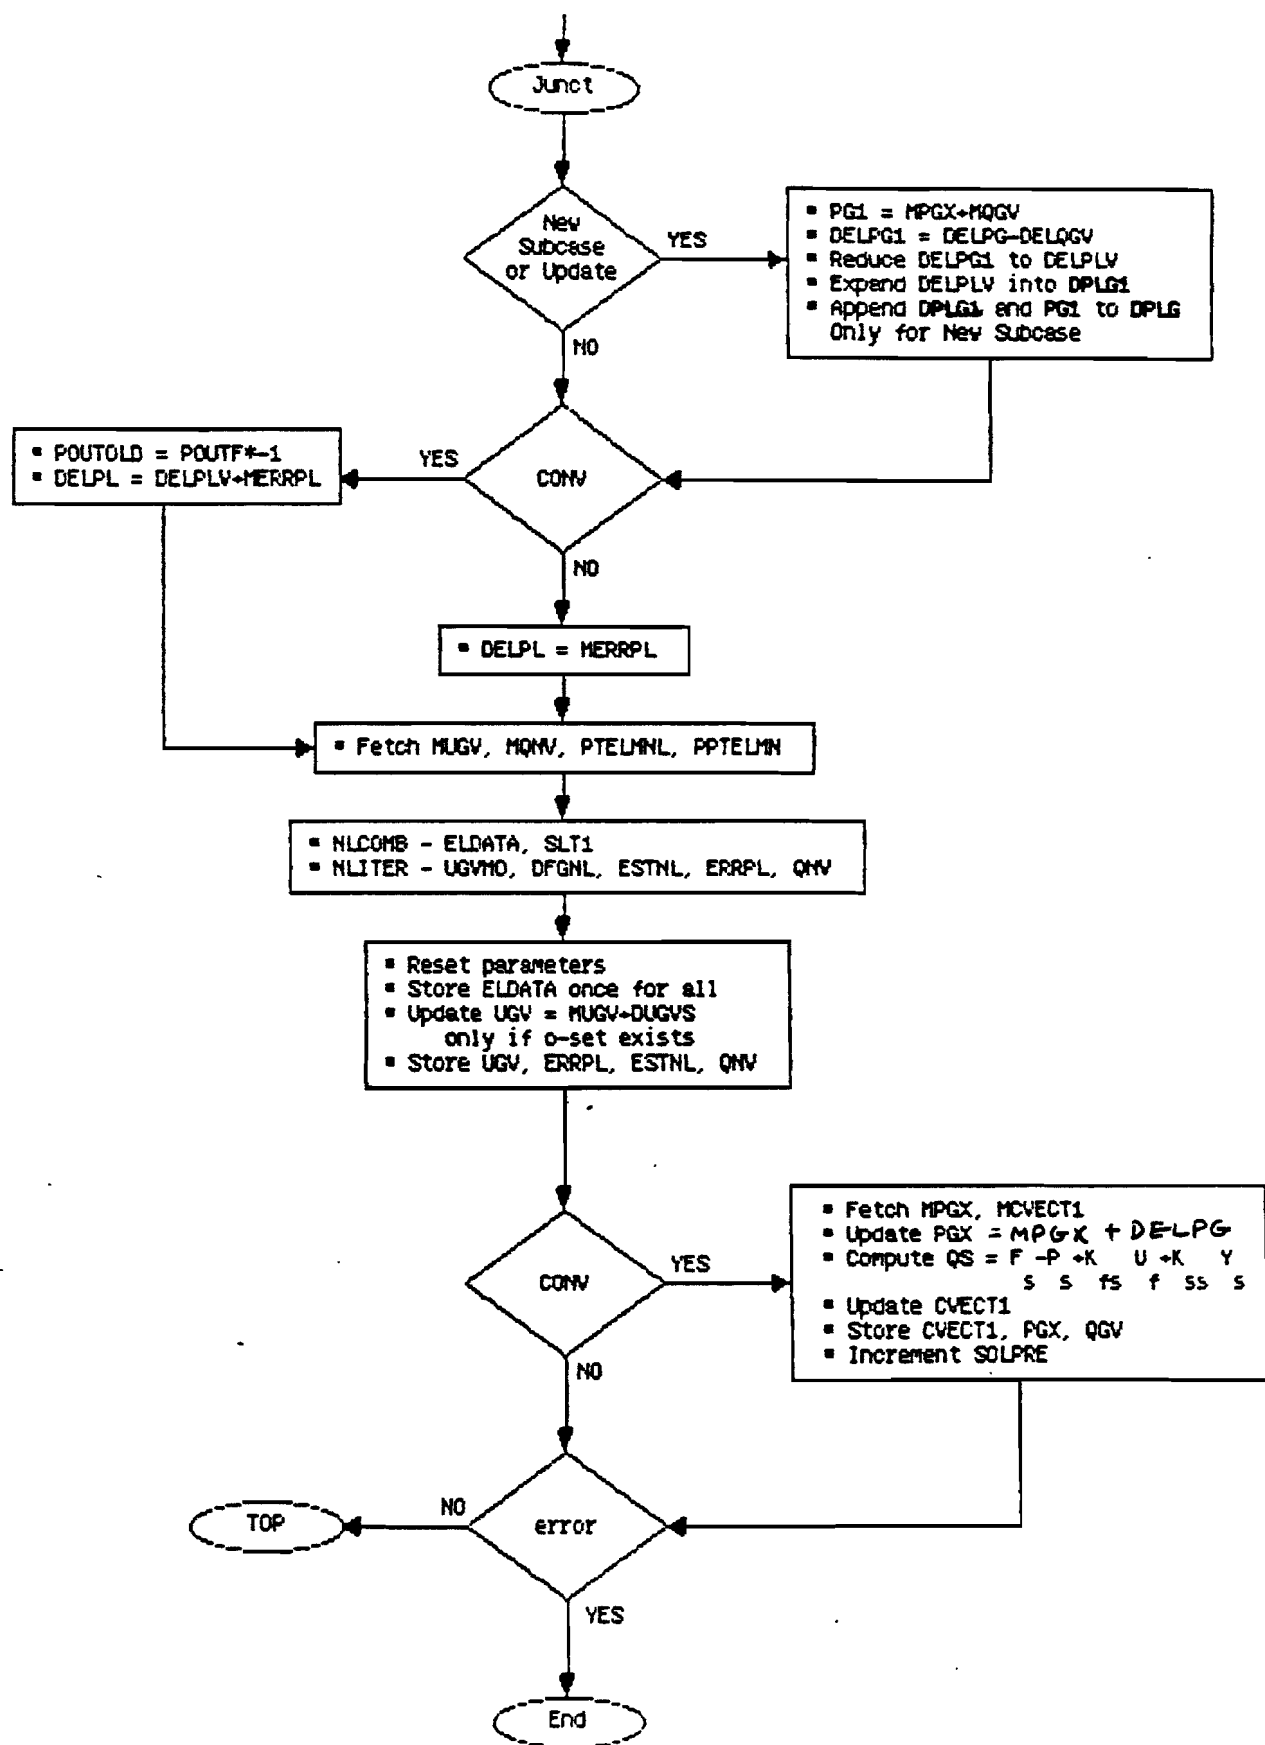 Junct
New
Subcase
or Update
YES
NO
▪ PG1 = MPGX+MQGV
▪ DELPG1 = DELPG-DELQGV
▪ Reduce DELPG1 to DELPLV
▪ Expend DELPLV into DPLG1
▪ Append DPLG1 and PG1 to DPLG
Only for New Subcase
CONV
YES
NO
▪ POUTOLD = POUTF*-1
▪ DELPL = DELPLV+MERRPL
▪ DELPL = MERRPL
▪ Fetch MUGV, MQNV, PTELMNL, PPTELMN
▪ NLCOMB - ELDATA, SLT1
▪ NLITER - UGVMO, DFGNL, ESTNL, ERRPL, QNV
▪ Reset parameters
▪ Store ELDATA once for all
▪ Update UGV = MUGV+DUGVS
only if o-set exists
▪ Store UGV, ERRPL, ESTNL, QNV
CONV
YES
NO
▪ Fetch MPGX, MCVECT1
▪ Update PGX = MPGX + DELPG
▪ Compute QS = F -P +K U +K Y
s s fs f ss s
▪ Update CVECT1
▪ Store CVECT1, PGX, QGV
▪ Increment SOLPRE
error
NO
TOP
YES
End